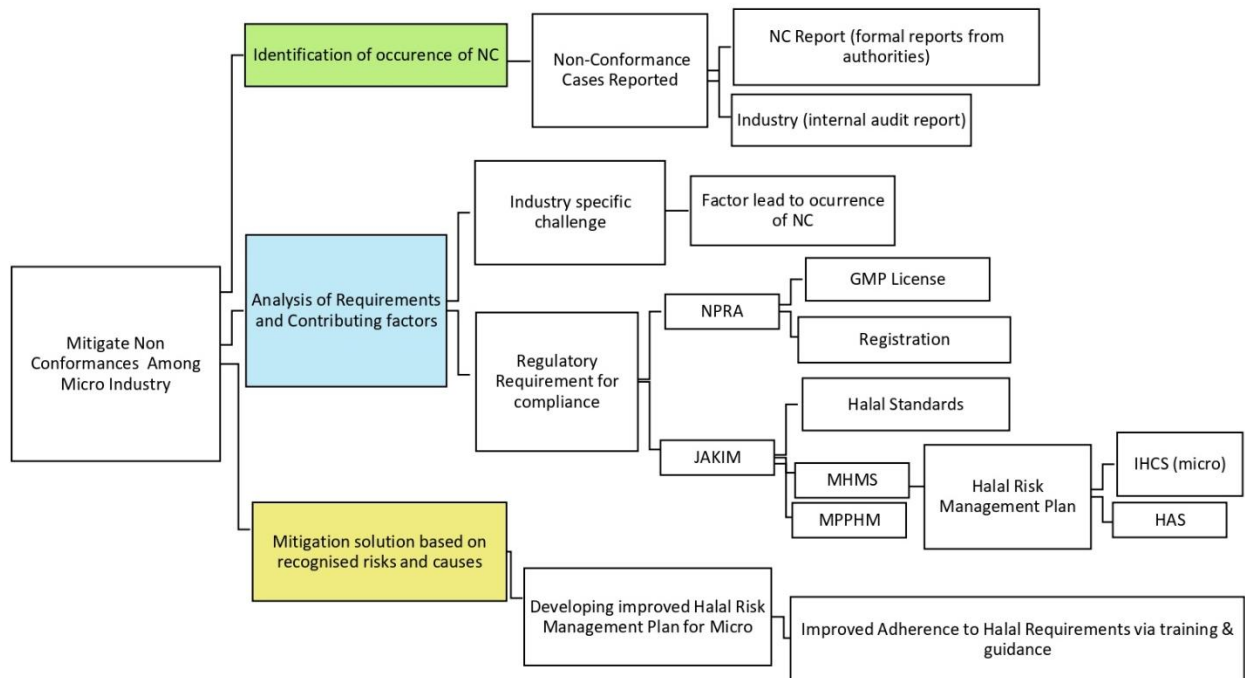 Identification of occurence of NC
Non-Conformance
Cases Reported
NC Report (formal reports from
authorities)
Industry (internal audit report)
Industry specific
challenge
Factor lead to ocurrence
of NC
Mitigate Non
Conformances Among
Micro Industry
Analysis of Requirements
and Contributing factors
Regulatory
Requirement for
compliance
NPRA
GMP License
Registration
JAKIM
Halal Standards
MHMS
MPPHM
Halal Risk
Management Plan
IHCS (micro)
HAS
Mitigation solution based on
recognised risks and causes
Developing improved Halal Risk
Management Plan for Micro
Improved Adherence to Halal Requirements via training &
guidance